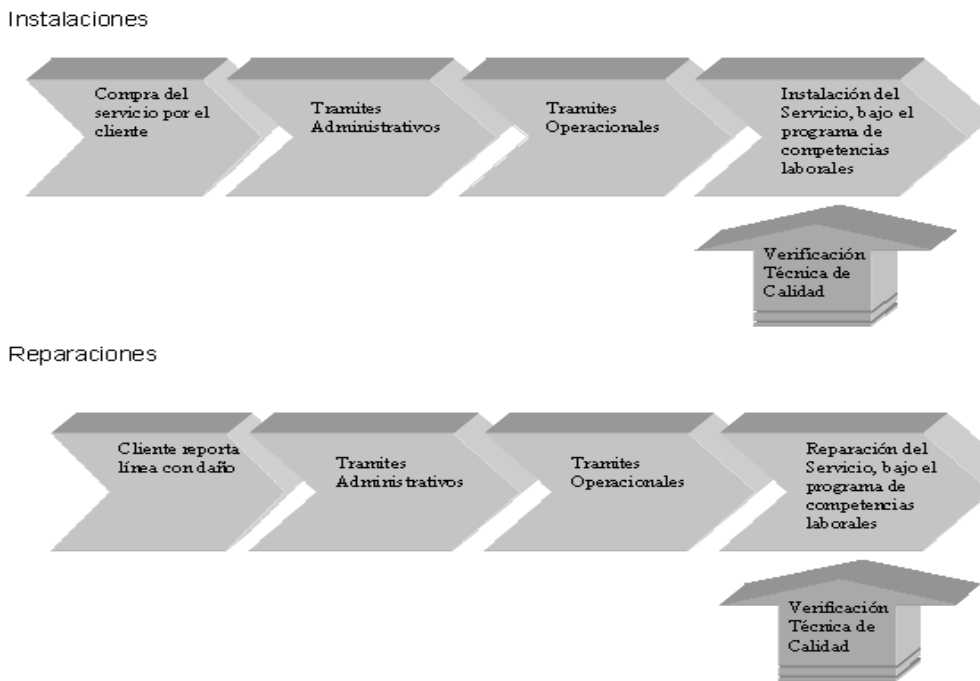 Instalaciones
Compra del
servicio por el
cliente
Tramites
Administrativos
Tramites
Operacionales
Instalación del
Servicio, bajo el
programa de
competencias
laborales
Verificación
Técnica de
Calidad
Reparaciones
Cliente reporta
línea con daño
Tramites
Administrativos
Tramites
Operacionales
Reparación del
Servicio, bajo el
programa de
competencias
laborales
Verificación
Técnica de
Calidad